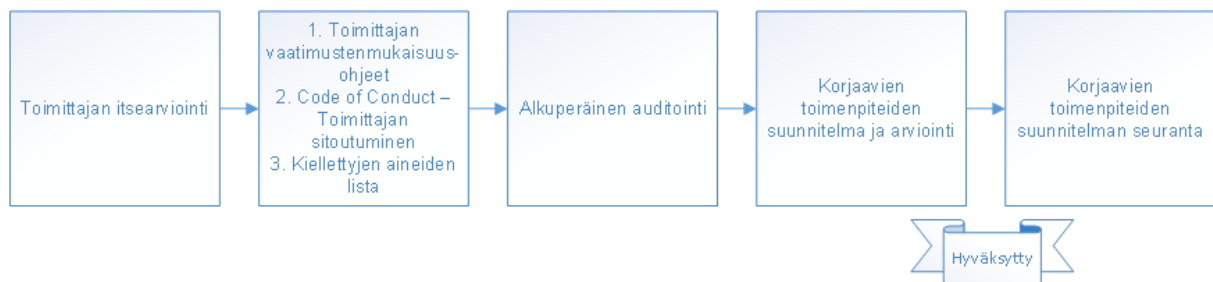 Toimittajan itsearviointi
1. Toimittajan
vaatimustenmukaisuus-
ohjeet
2. Code of Conduct –
Toimittajan
sitoutuminen
3. Kiellettyjen aineiden
lista
Alkuperäinen auditointi
Korjaavien
toimenpiteiden
suunnitelma ja arviointi
Korjaavien
toimenpiteiden
suunnitelman seuranta
Hyväksytty